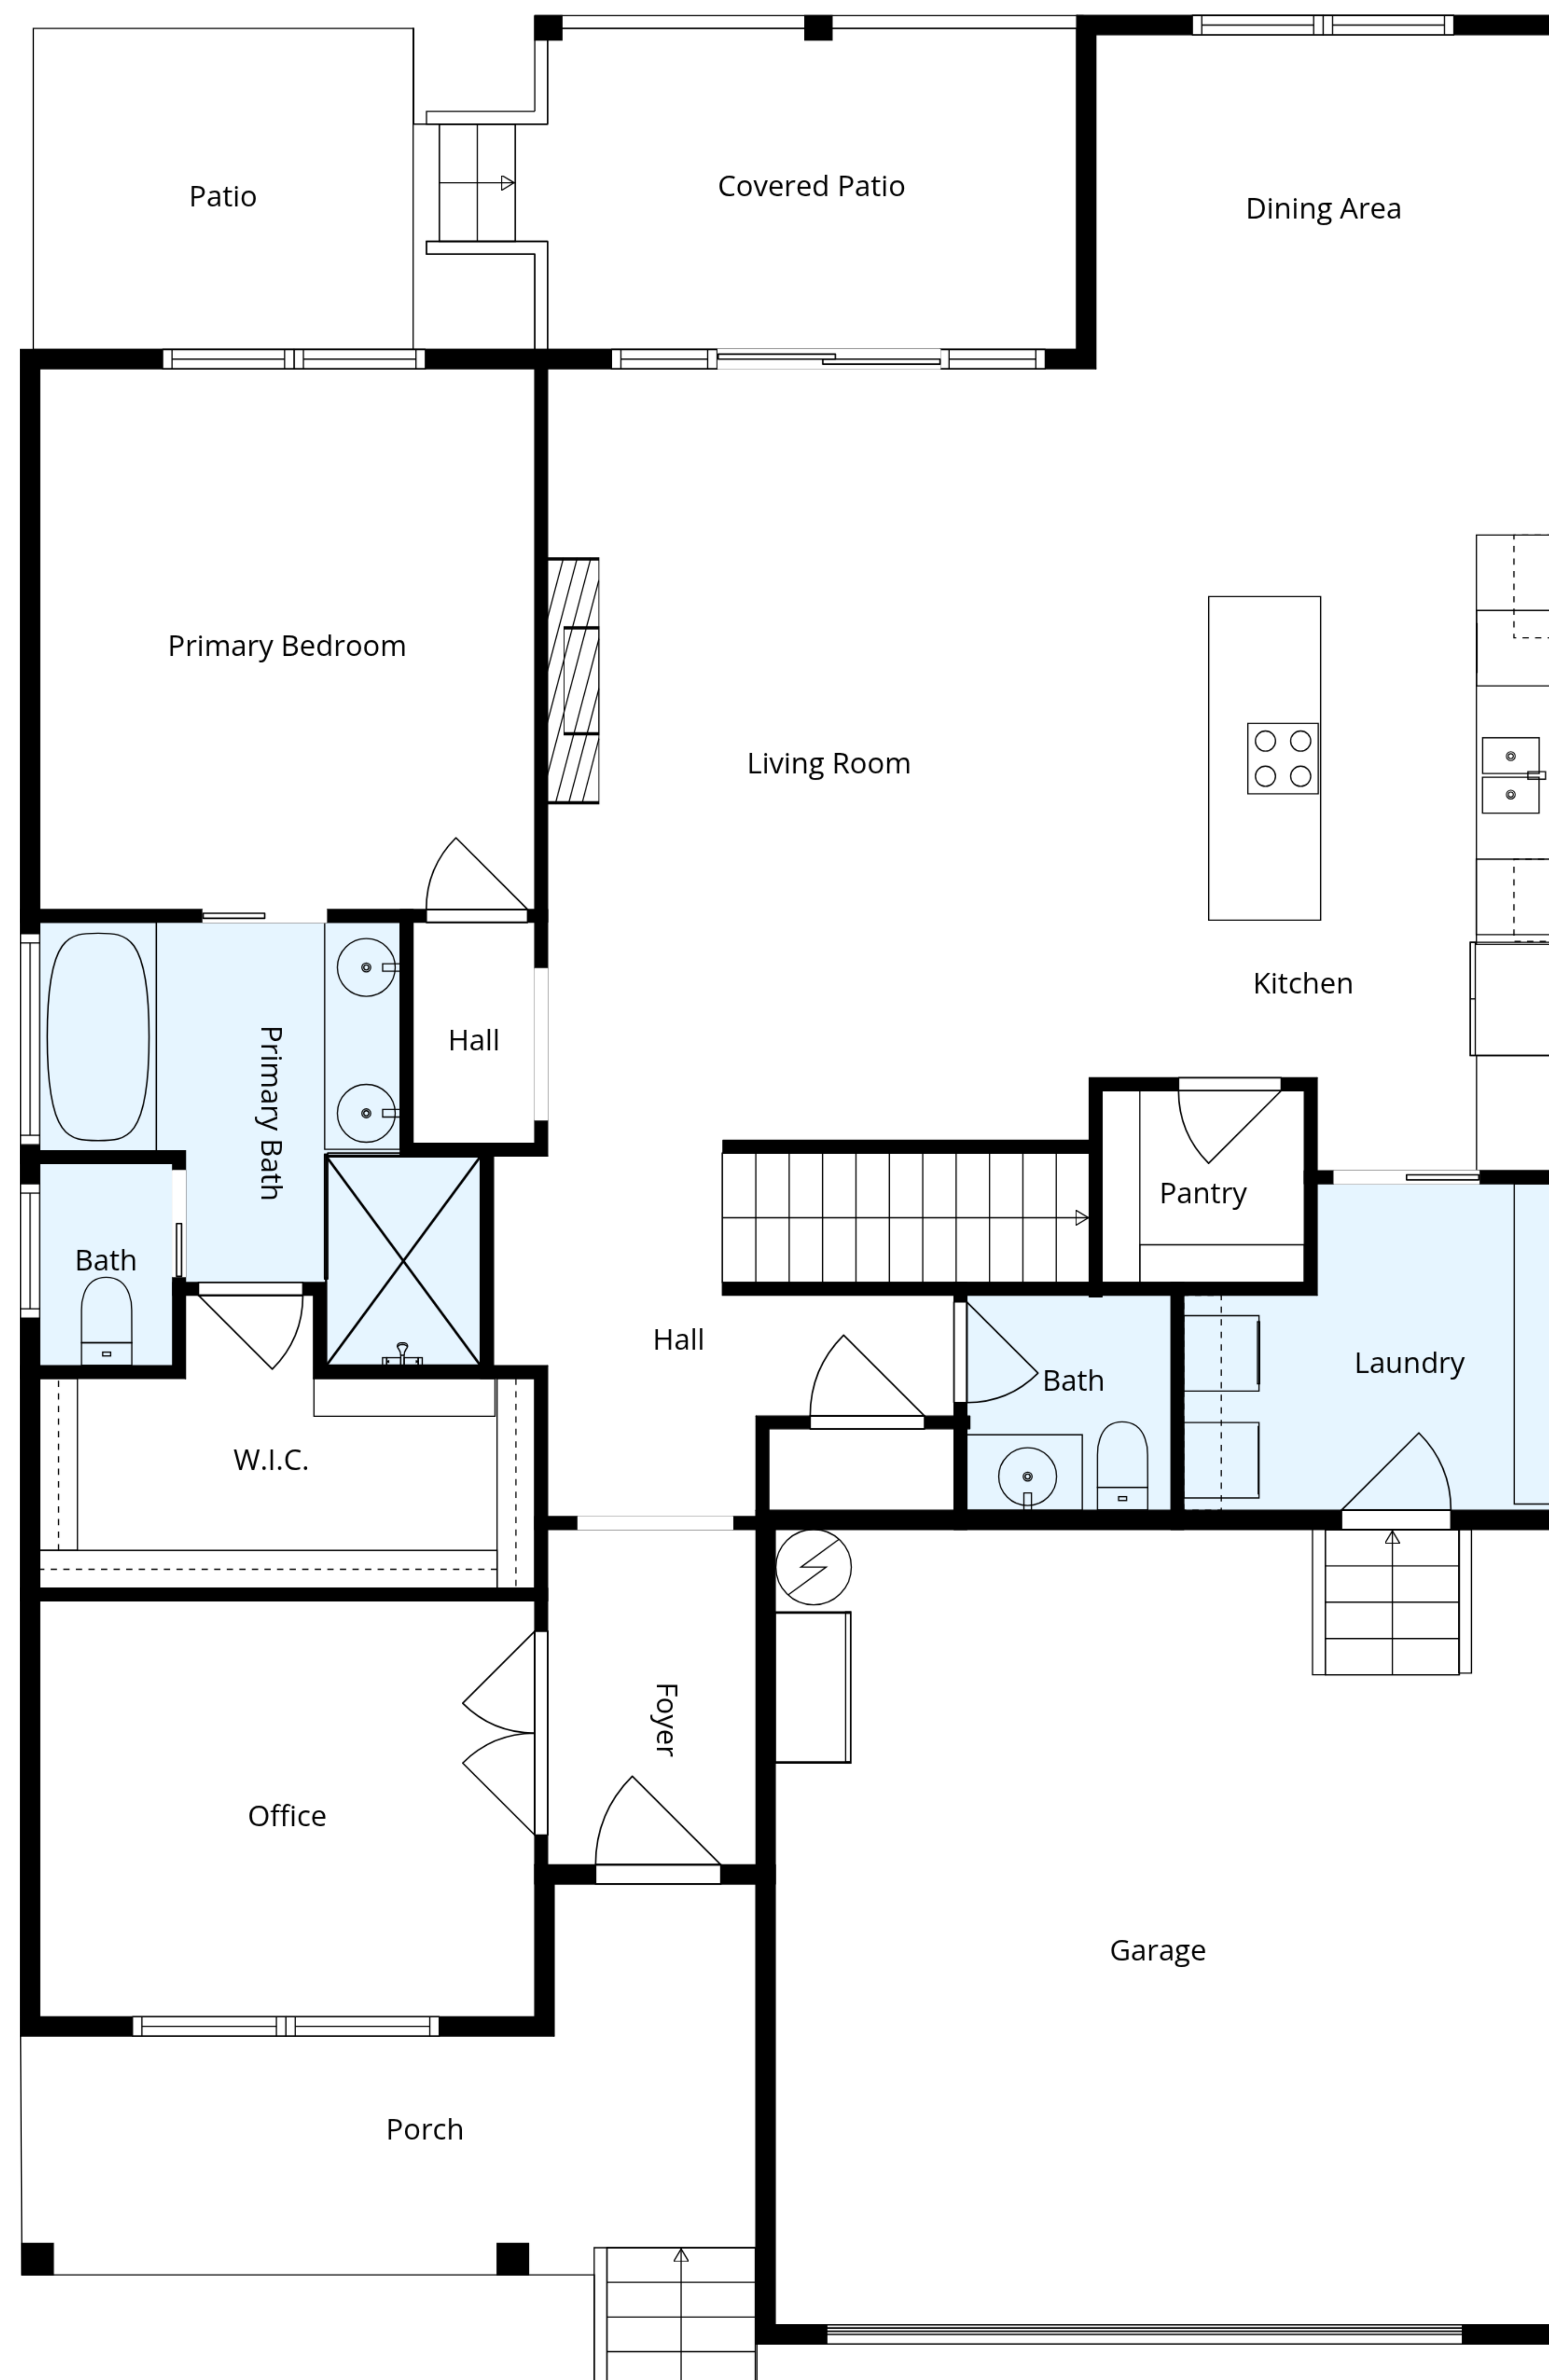 Patio
Covered Patio
Dining Area
Primary Bedroom
Living Room
Kitchen
Hall
Primary Bath
Pantry
Bath
Hall
Bath
Laundry
W.I.C.
Foyer
Office
Garage
Porch